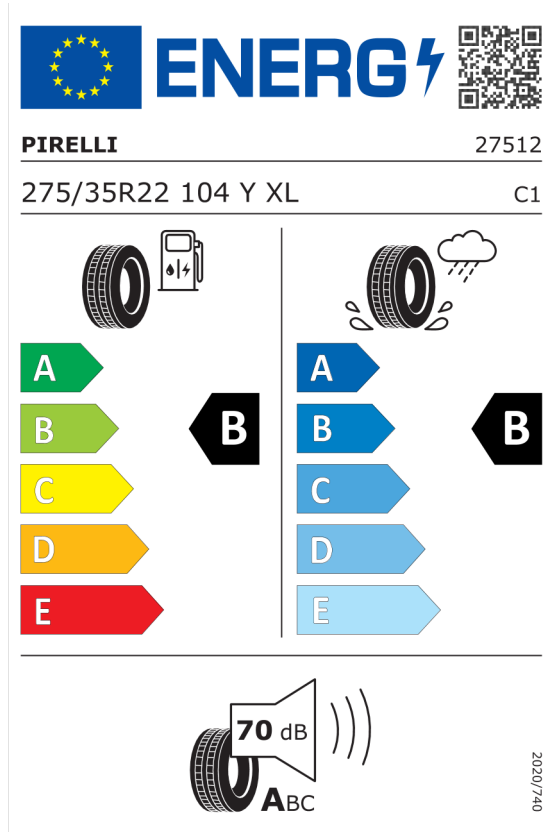 ENERG
PIRELLI 27512
275/35R22 104 Y XL C1
A A
B B B B
C C
D D
E E
70 dB
ABC
2020/740